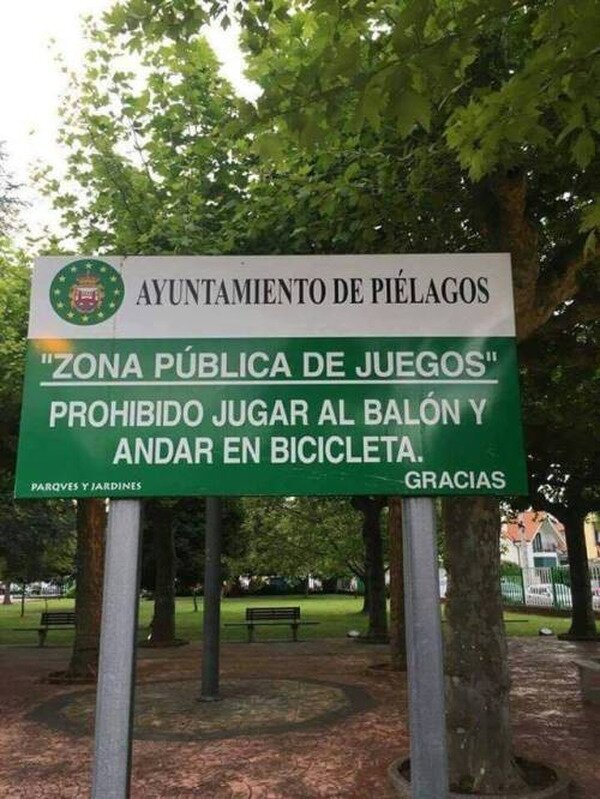 AYUNTAMIENTO DE PIÉLAGOS
"ZONA PÚBLICA DE JUEGOS"
PROHIBIDO JUGAR AL BALÓN Y
ANDAR EN BICICLETA.
PARQVES Y JARDINES
GRACIAS